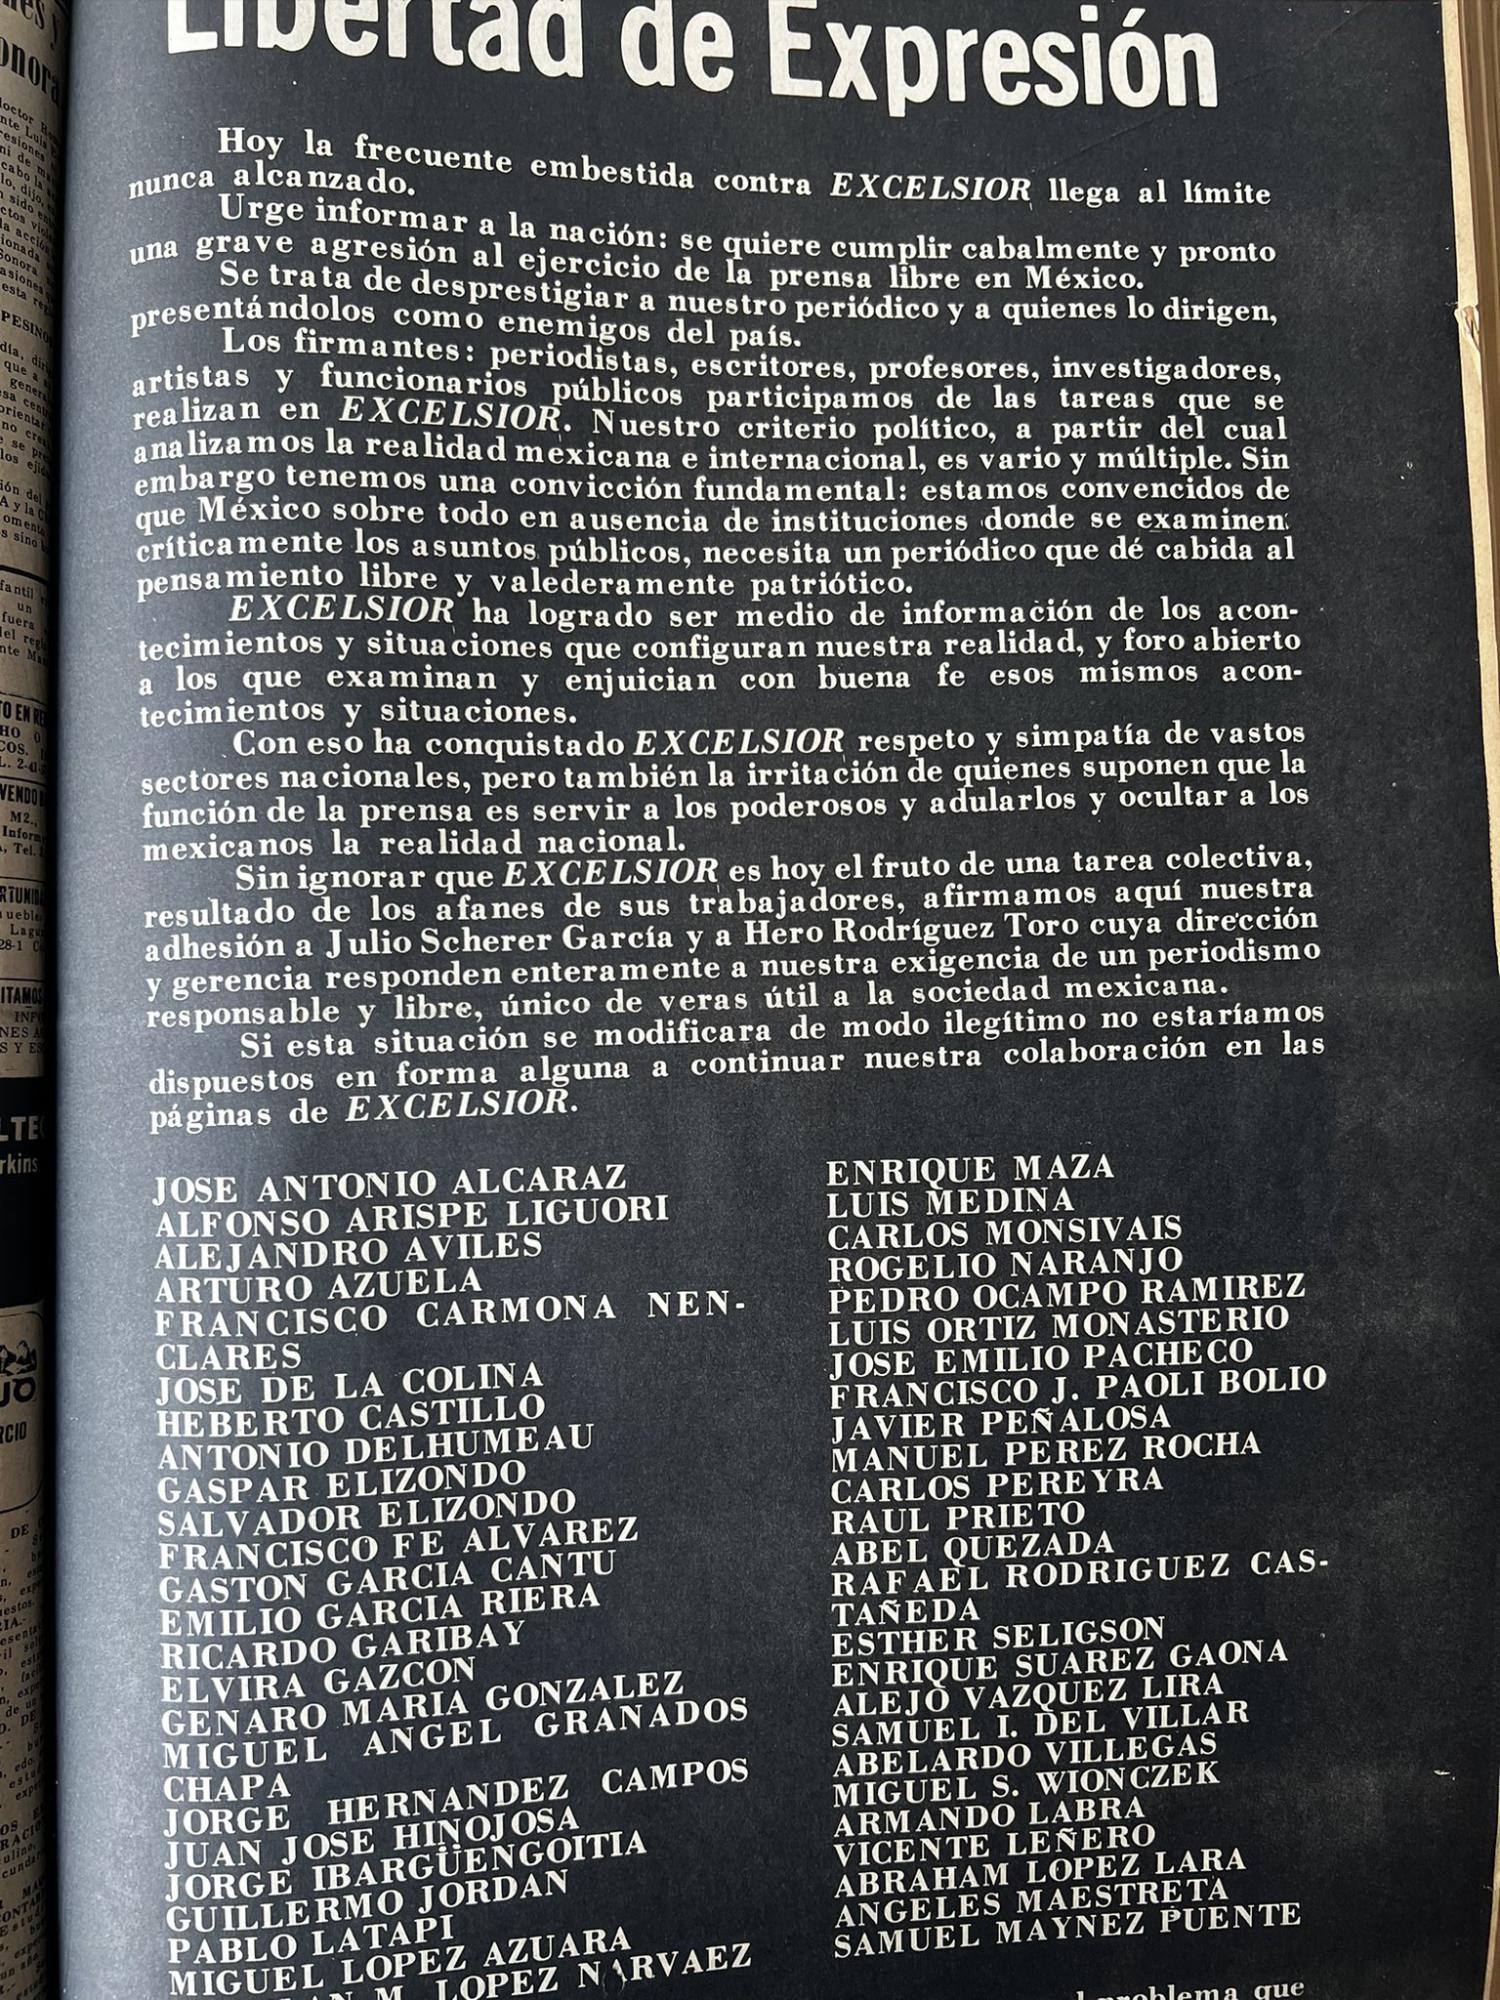 Libertad de Expresión
Hoy la frecuente embestida contra EXCELSIOR llega al límite
nunca alcanzado.
Urge informar a la nación: se quiere cumplir cabalmente y pronto
una grave agresión al ejercicio de la prensa libre en México.
Se trata de desprestigiar a nuestro periódico y a quienes lo dirigen,
presentándolos como enemigos del país.
Los firmantes: periodistas, escritores, profesores, investigadores,
artistas y funcionarios públicos participamos de las tareas que se
realizan en EXCELSIOR. Nuestro criterio político, a partir del cual
analizamos la realidad mexicana e internacional, es vario y múltiple. Sin
embargo tenemos una convicción fundamental: estamos convencidos de
que México sobre todo en ausencia de instituciones donde se examinen
críticamente los asuntos públicos, necesita un periódico que dé cabida al
pensamiento libre y valederamente patriótico.
EXCELSIOR ha logrado ser medio de información de los acon-
tecimientos y situaciones que configuran nuestra realidad, y foro abierto
a los que examinan y enjuician con buena fe esos mismos acon-
tecimientos y situaciones.
Con eso ha conquistado EXCELSIOR respeto y simpatía de vastos
sectores nacionales, pero también la irritación de quienes suponen que la
función de la prensa es servir a los poderosos y adularlos y ocultar a los
mexicanos la realidad nacional.
Sin ignorar que EXCELSIOR es hoy el fruto de una tarea colectiva,
resultado de los afanes de sus trabajadores, afirmamos aquí nuestra
adhesión a Julio Scherer García y a Hero Rodríguez Toro cuya dirección
y gerencia responden enteramente a nuestra exigencia de un periodismo
responsable y libre, único de veras útil a la sociedad mexicana.
Si esta situación se modificara de modo ilegítimo no estaríamos
dispuestos en forma alguna a continuar nuestra colaboración en las
páginas de EXCELSIOR.
JOSE ANTONIO ALCARAZ
ALFONSO ARISPE LIGUORI
ALEJANDRO AVILES
ARTURO AZUELA
FRANCISCO CARMONA NEN-
CLARES
JOSE DE LA COLINA
HEBERTO CASTILLO
ANTONIO DELHUMEAU
GASPAR ELIZONDO
SALVADOR ELIZONDO
FRANCISCO FE ALVAREZ
GASTON GARCIA CANTU
EMILIO GARCIA RIERA
RICARDO GARIBAY
ELVIRA GAZCON
GENARO MARIA GONZALEZ
MIGUEL ANGEL GRANADOS
CHAPA
JORGE HERNANDEZ CAMPOS
JUAN JOSE HINOJOSA
JORGE IBARGÜENGOITIA
GUILLERMO JORDAN
PABLO LATAPI
MIGUEL LOPEZ AZUARA
M. LOPEZ NARVAEZ
ENRIQUE MAZA
LUIS MEDINA
CARLOS MONSIVAIS
ROGELIO NARANJO
PEDRO OCAMPO RAMIREZ
LUIS ORTIZ MONASTERIO
JOSE EMILIO PACHECO
FRANCISCO J. PAOLI BOLIO
JAVIER PEÑALOSA
MANUEL PEREZ ROCHA
CARLOS PEREYRA
RAUL PRIETO
ABEL QUEZADA
RAFAEL RODRIGUEZ CAS-
TAÑEDA
ESTHER SELIGSON
ENRIQUE SUAREZ GAONA
ALEJO VAZQUEZ LIRA
SAMUEL I. DEL VILLAR
ABELARDO VILLEGAS
MIGUEL S. WIONCZEK
ARMANDO LABRA
VICENTE LEÑERO
ABRAHAM LOPEZ LARA
ANGELES MAESTRETA
SAMUEL MAYNEZ PUENTE
problema que